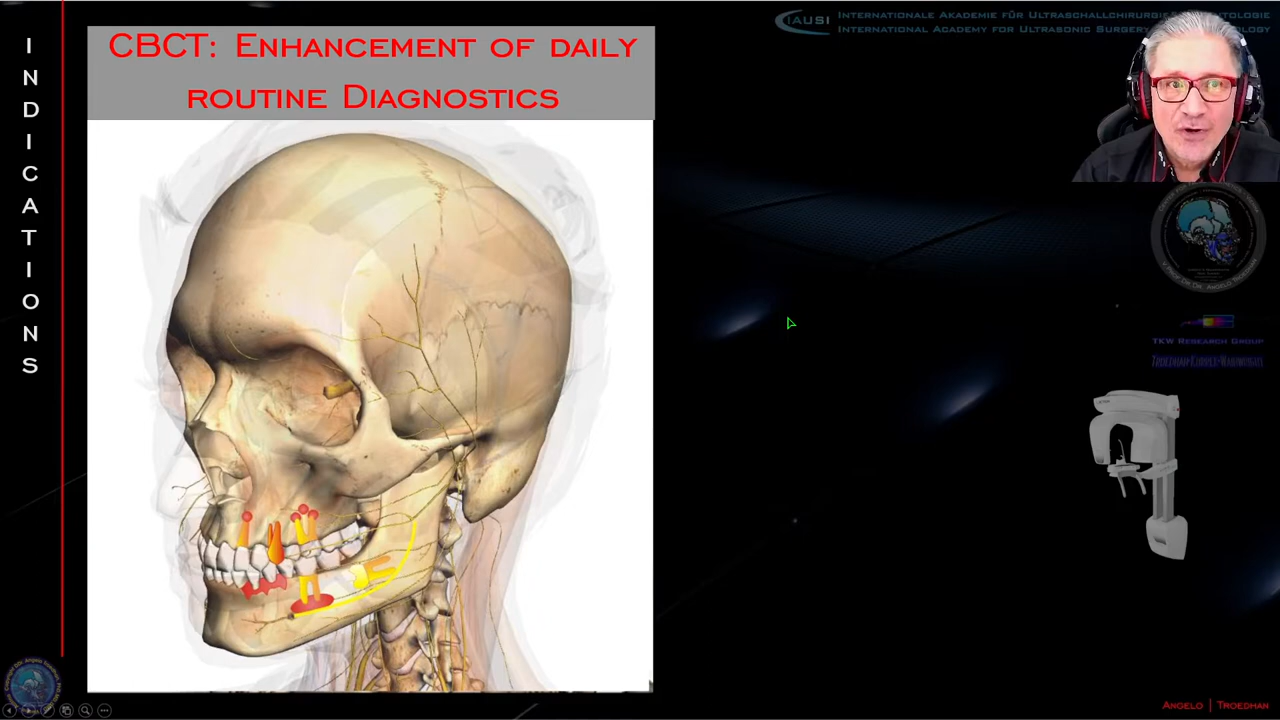 INDICATIONS
CBCT: Enhancement of daily
routine Diagnostics
IAUSI
Internationale Akademie für Ultraschallchirurgie
International Academy for Ultrasonic Surgery
TKW Research Group
Angelo | Troedhan